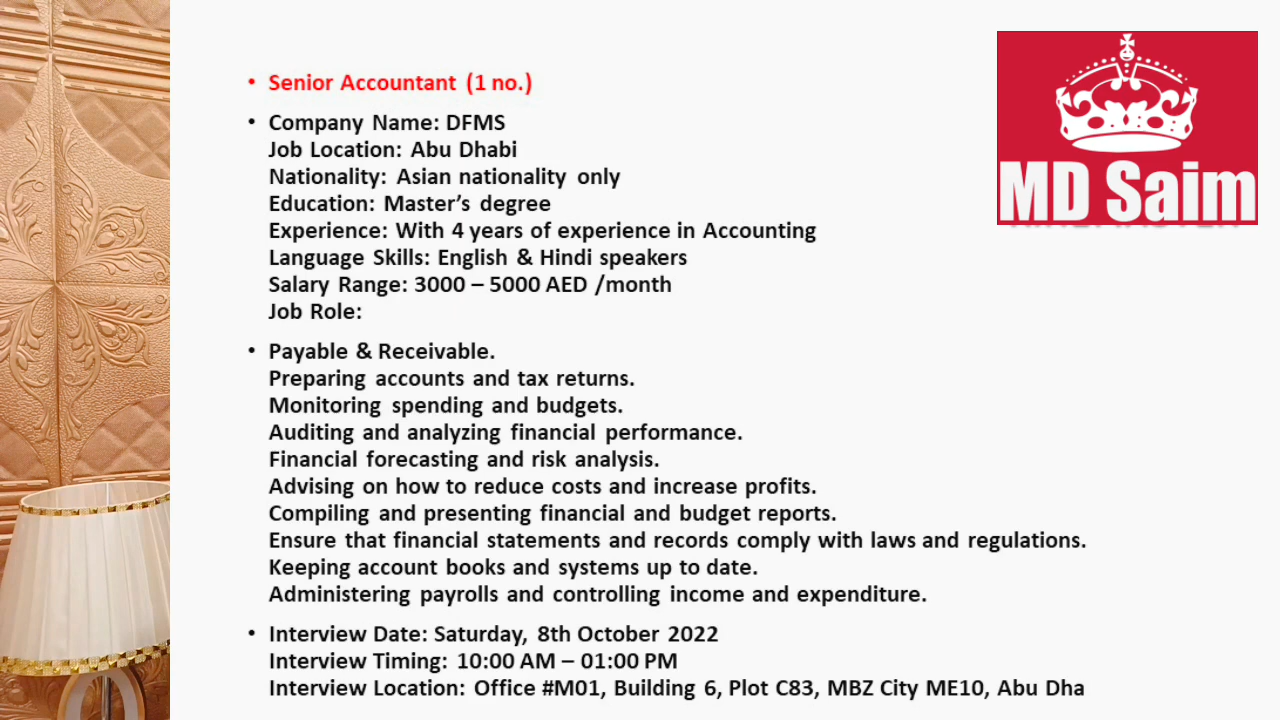 Senior Accountant (1 no.)
Company Name: DFMS
Job Location: Abu Dhabi
Nationality: Asian nationality only
Education: Master’s degree
Experience: With 4 years of experience in Accounting
Language Skills: English & Hindi speakers
Salary Range: 3000 – 5000 AED /month
Job Role:
Payable & Receivable.
Preparing accounts and tax returns.
Monitoring spending and budgets.
Auditing and analyzing financial performance.
Financial forecasting and risk analysis.
Advising on how to reduce costs and increase profits.
Compiling and presenting financial and budget reports.
Ensure that financial statements and records comply with laws and regulations.
Keeping account books and systems up to date.
Administering payrolls and controlling income and expenditure.
Interview Date: Saturday, 8th October 2022
Interview Timing: 10:00 AM – 01:00 PM
Interview Location: Office #M01, Building 6, Plot C83, MBZ City ME10, Abu Dha
MD Saim